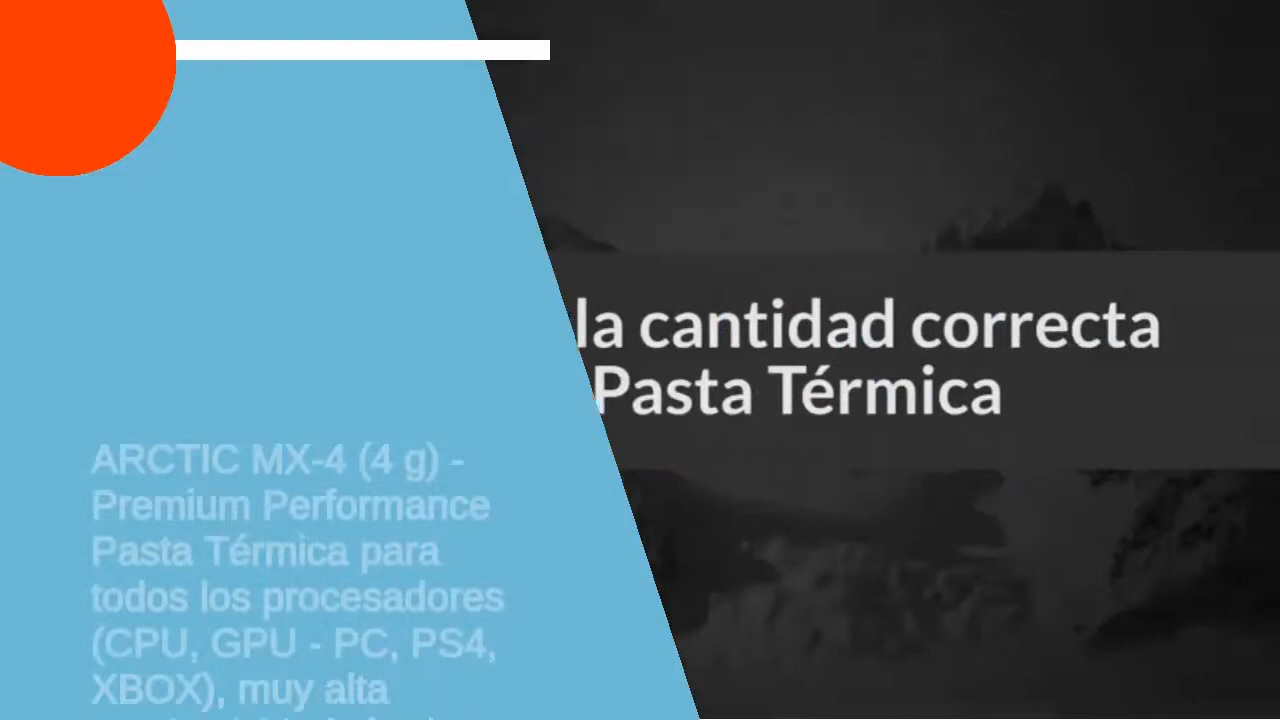 la cantidad correcta
Pasta Térmica
ARCTIC MX-4 (4 g) -
Premium Performance
Pasta Térmica para
todos los procesadores
(CPU, GPU - PC, PS4,
XBOX), muy alta